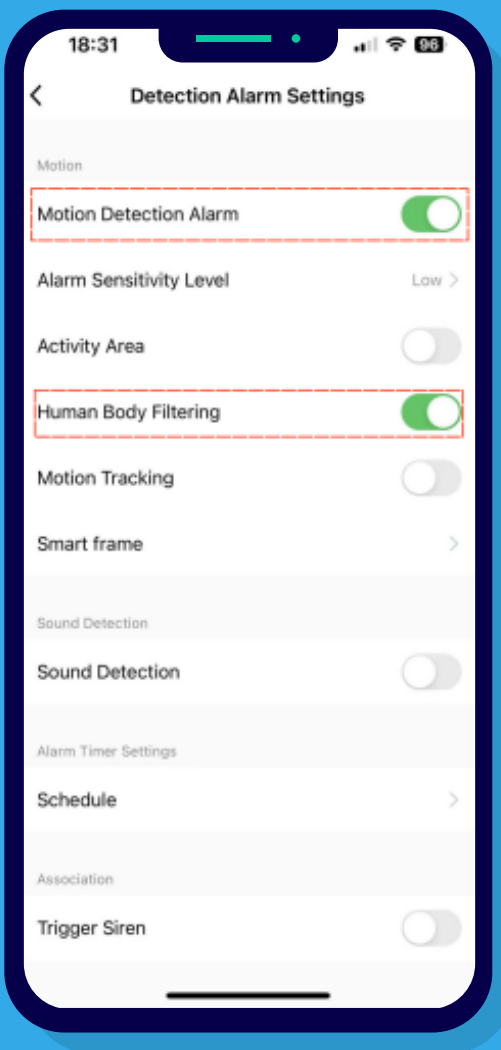 18:31
96
Detection Alarm Settings
Motion
Motion Detection Alarm
Alarm Sensitivity Level
Low
Activity Area
Human Body Filtering
Motion Tracking
Smart frame
Sound Detection
Sound Detection
Alarm Timer Settings
Schedule
Association
Trigger Siren